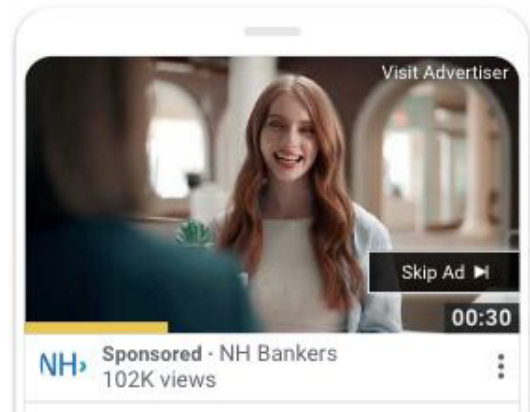 Visit Advertiser
Skip Ad
00:30
NH
Sponsored · NH Bankers
102K views